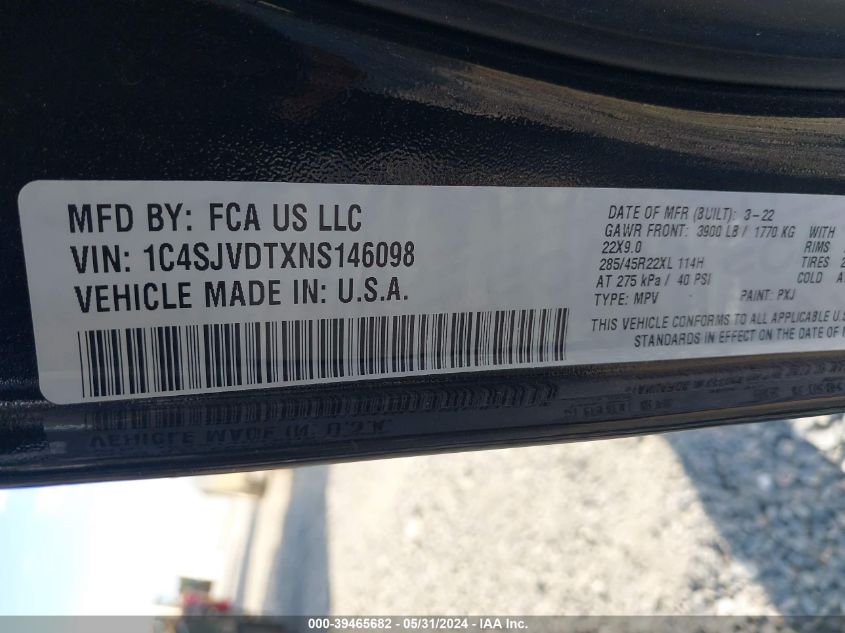 MFD BY: FCA US LLC
VIN: 1C4SJVDTXNS146098
VEHICLE MADE IN: U.S.A.
DATE OF MFR (BUILT): 3-22
GAWR FRONT: 3900 LB / 1770 KG WITH
22X9.0 RIMS
285/45R22XL 114H TIRES
AT 275 kPa / 40 PSI COLD
TYPE: MPV PAINT: PXJ
THIS VEHICLE CONFORMS TO ALL APPLICABLE U.S
STANDARDS IN EFFECT ON THE DATE OF
000-39465682 - 05/31/2024 - IAA Inc.